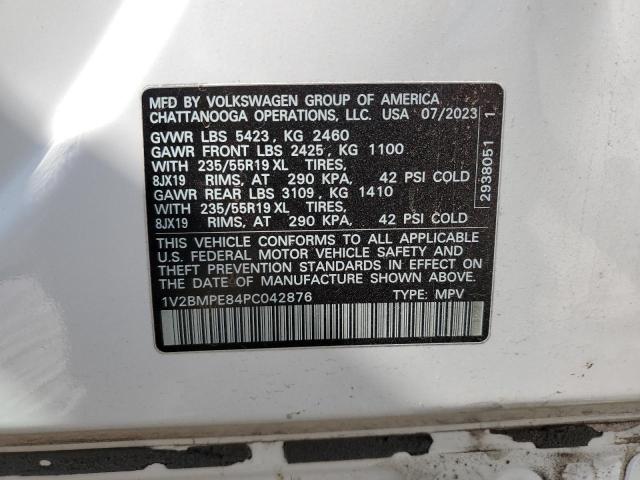 MFD BY VOLKSWAGEN GROUP OF AMERICA
CHATTANOOGA OPERATIONS, LLC. USA 07/2023
GVWR LBS 5423, KG 2460
GAWR FRONT LBS 2425, KG 1100
WITH 235/55R19 XL TIRES,
8JX19 RIMS, AT 290 KPA, 42 PSI COLD
GAWR REAR LBS 3109, KG 1410
WITH 235/55R19 XL TIRES,
8JX19 RIMS, AT 290 KPA, 42 PSI COLD
THIS VEHICLE CONFORMS TO ALL APPLICABLE
U.S. FEDERAL MOTOR VEHICLE SAFETY AND
THEFT PREVENTION STANDARDS IN EFFECT ON
THE DATE OF MANUFACTURE SHOWN ABOVE.
1V2BMPE84PC042876 TYPE: MPV
2938051 1